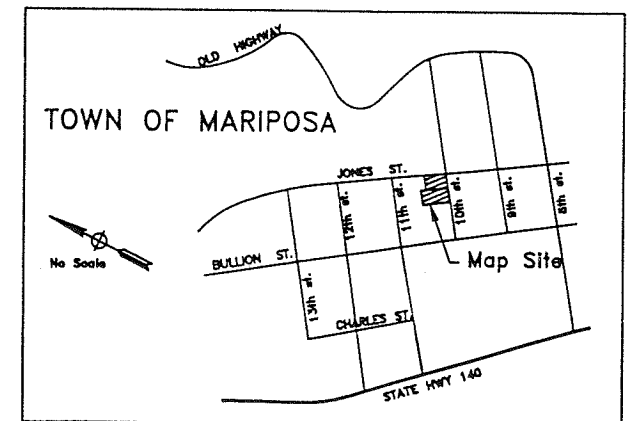 OLD HIGHWAY
TOWN OF MARIPOSA
JONES ST.
12th st.
11th st.
10th st.
9th st.
8th st.
No Scale
BULLION ST.
Map Site
13th st.
CHARLES ST.
STATE HWY 140